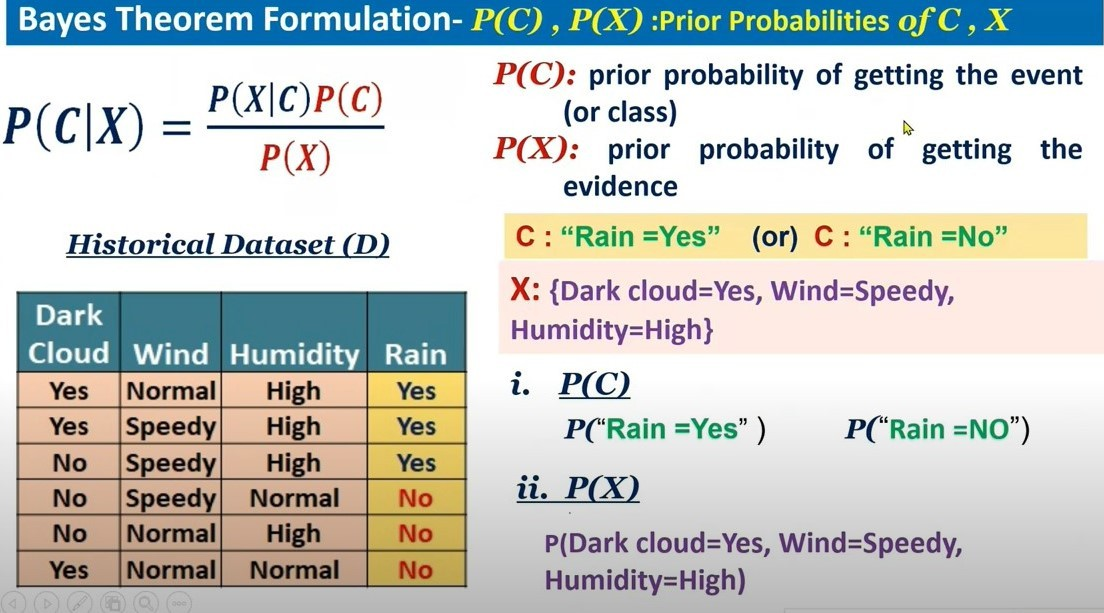 Bayes Theorem Formulation- P(C) , P(X) :Prior Probabilities of C , X
P(C|X) = P(X|C)P(C) / P(X)
P(C): prior probability of getting the event
(or class)
P(X): prior probability of getting the
evidence
Historical Dataset (D)
C : “Rain =Yes” (or) C : “Rain =No”
X: {Dark cloud=Yes, Wind=Speedy,
Humidity=High}
Dark Cloud Wind Humidity Rain
Yes Normal High Yes
Yes Speedy High Yes
No Speedy High Yes
No Speedy Normal No
No Normal High No
Yes Normal Normal No
i. P(C)
P(“Rain =Yes” ) P(“Rain =NO”)
ii. P(X)
P(Dark cloud=Yes, Wind=Speedy,
Humidity=High)